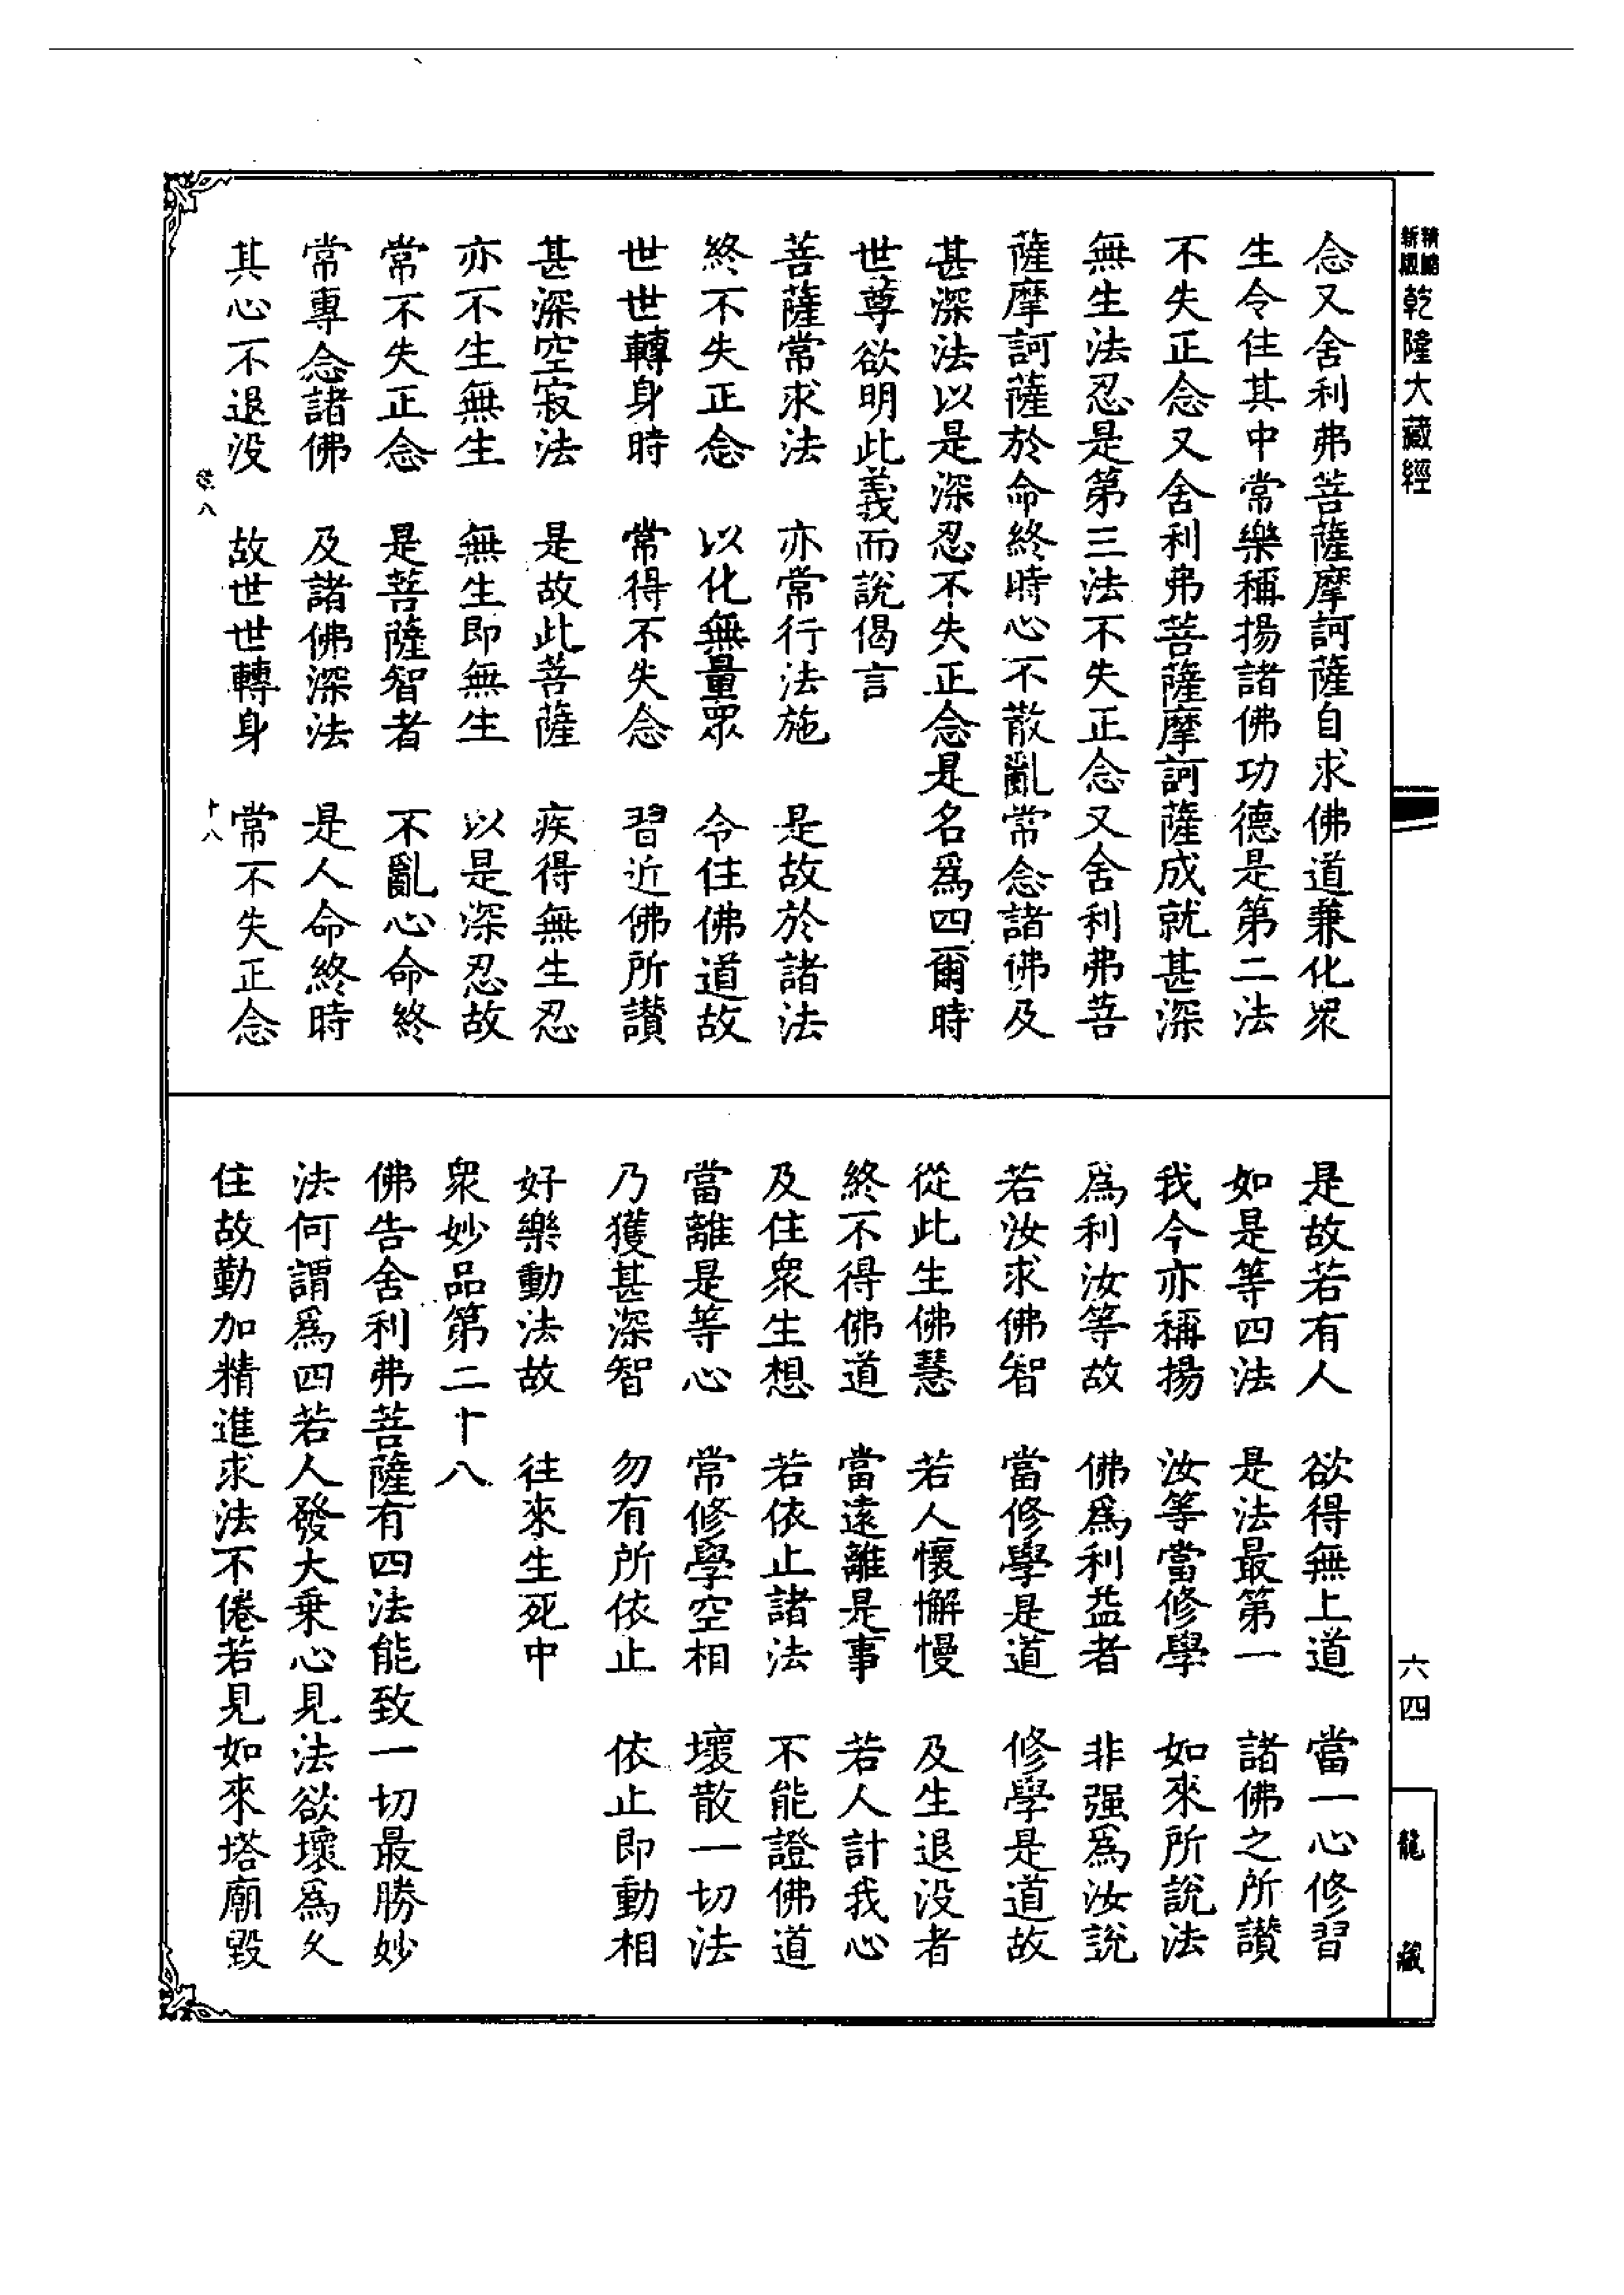 新版
乾隆大藏經
念又舍利弗菩薩摩訶薩自求佛道兼化眾
生令住其中常樂稱揚諸佛功德是第二法
不失正念又舍利弗菩薩摩訶薩成就甚深
無生法忍是第三法不失正念又舍利弗菩
薩摩訶薩於命終時心不散亂常念諸佛及
甚深法以是深忍不失正念是名爲四爾時
世尊欲明此義而說偈言
菩薩常求法　亦常行法施　是故於諸法
終不失正念　以化無量眾　令住佛道故
世世轉身時　常得不失念　習近佛所讃
甚深空寂法　是故此菩薩　疾得無生忍
亦不生無生　無生即無生　以是深忍故
常不失正念　是菩薩智者　不亂心命終
常專念諸佛　及諸佛深法　是人命終時
其心不退没　故世世轉身　常不失正念
八　十八
是故若有人　欲得無上道　當一心修習
如是等四法　是法最第一　諸佛之所讃
我今亦稱揚　汝等當修學　如來所說法
爲利汝等故　佛爲利益者　非强爲汝說
若汝求佛智　當修學是道　修學是道故
從此生佛慧　若人懷懈慢　及生退没者
終不得佛道　當遠離是事　若人計我心
及住衆生想　若依止諸法　不能證佛道
當離是等心　常修學空相　壞散一切法
乃獲甚深智　勿有所依止　依止即動相
好樂動法故　往來生死中
衆妙品第二十八
佛告舍利弗菩薩有四法能致一切最勝妙
法何謂爲四若人發大乗心見法欲壞爲久
住故勤加精進求法不倦若見如來塔廟毀
六四
龍藏